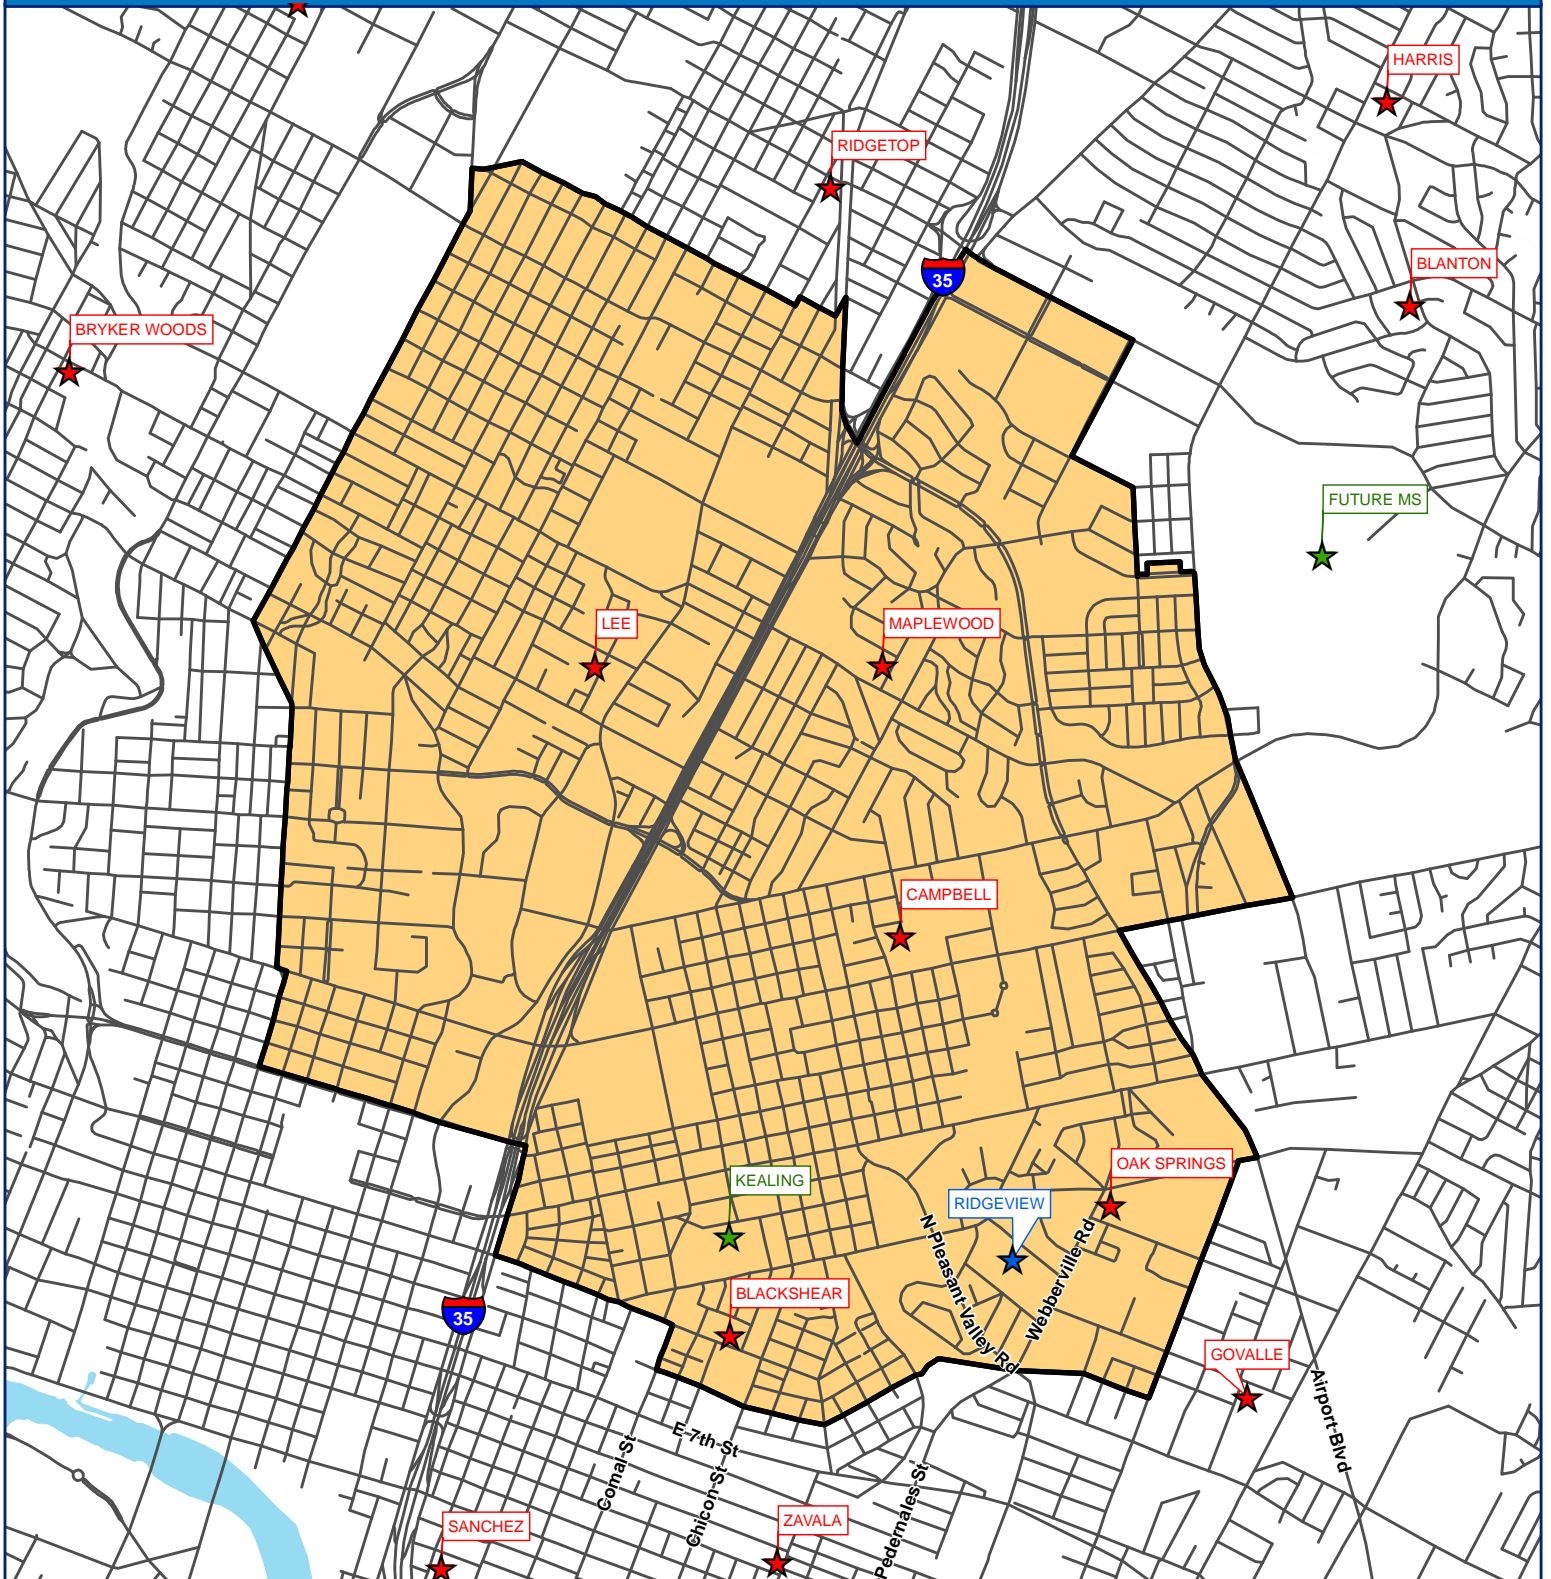 HARRIS
RIDGETOP
BLANTON
35
BRYKER WOODS
FUTURE MS
LEE
MAPLEWOOD
CAMPBELL
OAK SPRINGS
KEALING
RIDGEVIEW
N Pleasant Valley Rd
Webberville Rd
BLACKSHEAR
35
GOVALLE
Airport Blvd
E 7th St
Comal St
Chicon St
Pedernales St
SANCHEZ
ZAVALA